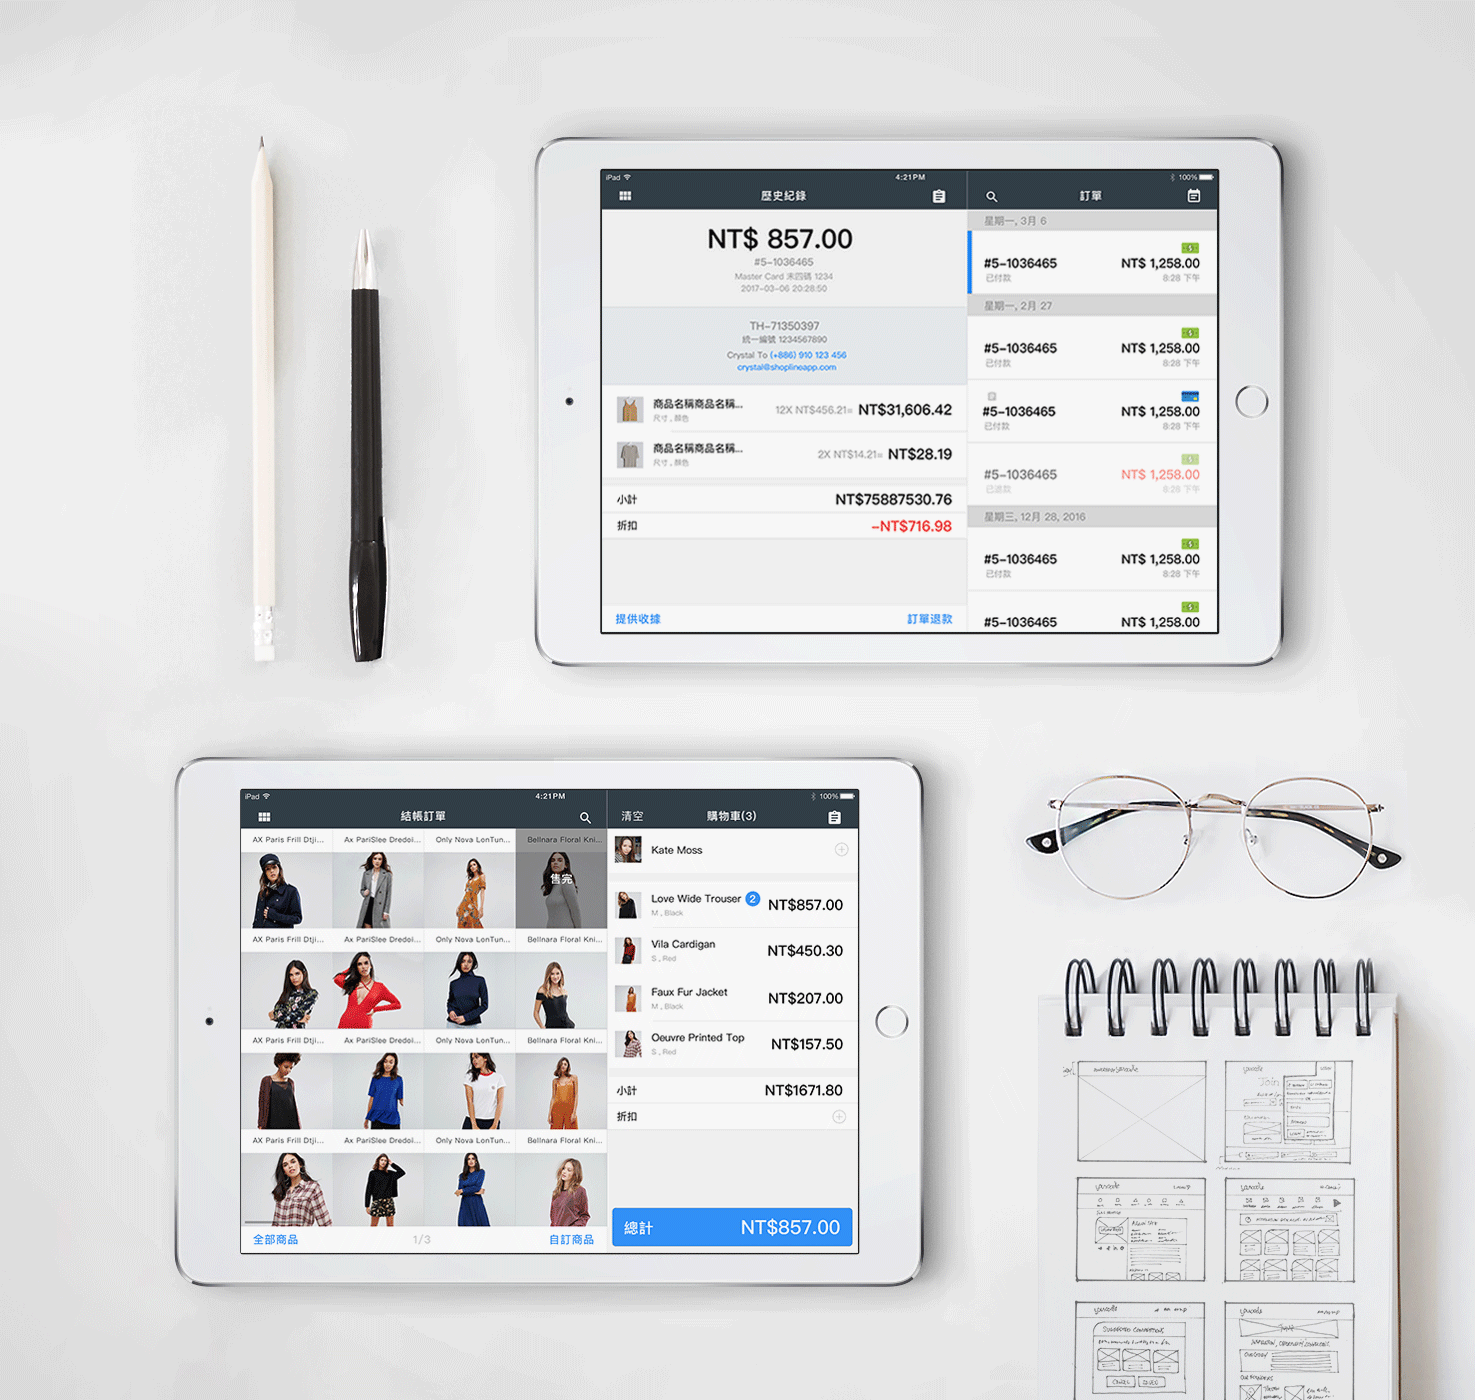 iPad
4:21PM
100%
歷史紀錄
訂單
NT$ 857.00
#5-1036465
Master Card 末四碼 1234
2017-03-06 20:28:50
TH-71350397
統一編號 1234567890
Crystal To (+886) 910 123 456
crystal@shoplineapp.com
商品名稱商品名稱...
尺寸 , 顏色
12X NT$456.21= NT$31,606.42
商品名稱商品名稱...
尺寸 , 顏色
2X NT$14.21= NT$28.19
小計 NT$75887530.76
折扣 -NT$716.98
提供收據
訂單退款
星期一, 3月 6
#5-1036465 NT$ 1,258.00
已付款 8:28 下午
星期一, 2月 27
#5-1036465 NT$ 1,258.00
已付款 8:28 下午
#5-1036465 NT$ 1,258.00
已付款 8:28 下午
#5-1036465 NT$ 1,258.00
已退款 8:28 下午
星期三, 12月 28, 2016
#5-1036465 NT$ 1,258.00
已付款 8:28 下午
#5-1036465 NT$ 1,258.00
iPad
4:21PM
100%
結帳訂單
清空
購物車(3)
AX Paris Frill Dtji... Ax PariSlee Dredoi... Only Nova LonTun... Bellnara Floral Kni...
售完
AX Paris Frill Dtji... Ax PariSlee Dredoi... Only Nova LonTun... Bellnara Floral Kni...
AX Paris Frill Dtji... Ax PariSlee Dredoi... Only Nova LonTun... Bellnara Floral Kni...
AX Paris Frill Dtji... Ax PariSlee Dredoi... Only Nova LonTun... Bellnara Floral Kni...
全部商品
1/3
自訂商品
Kate Moss
Love Wide Trouser 2 NT$857.00
M , Black
Vila Cardigan NT$450.30
S , Red
Faux Fur Jacket NT$207.00
M , Black
Oeuvre Printed Top NT$157.50
S , Red
小計 NT$1671.80
折扣
總計 NT$857.00
Join